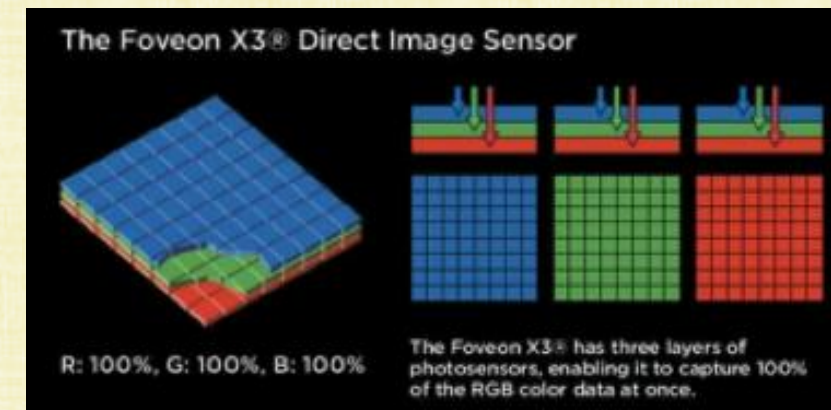 The Foveon X3® Direct Image Sensor
R: 100%, G: 100%, B: 100%
The Foveon X3® has three layers of
photosensors, enabling it to capture 100%
of the RGB color data at once.